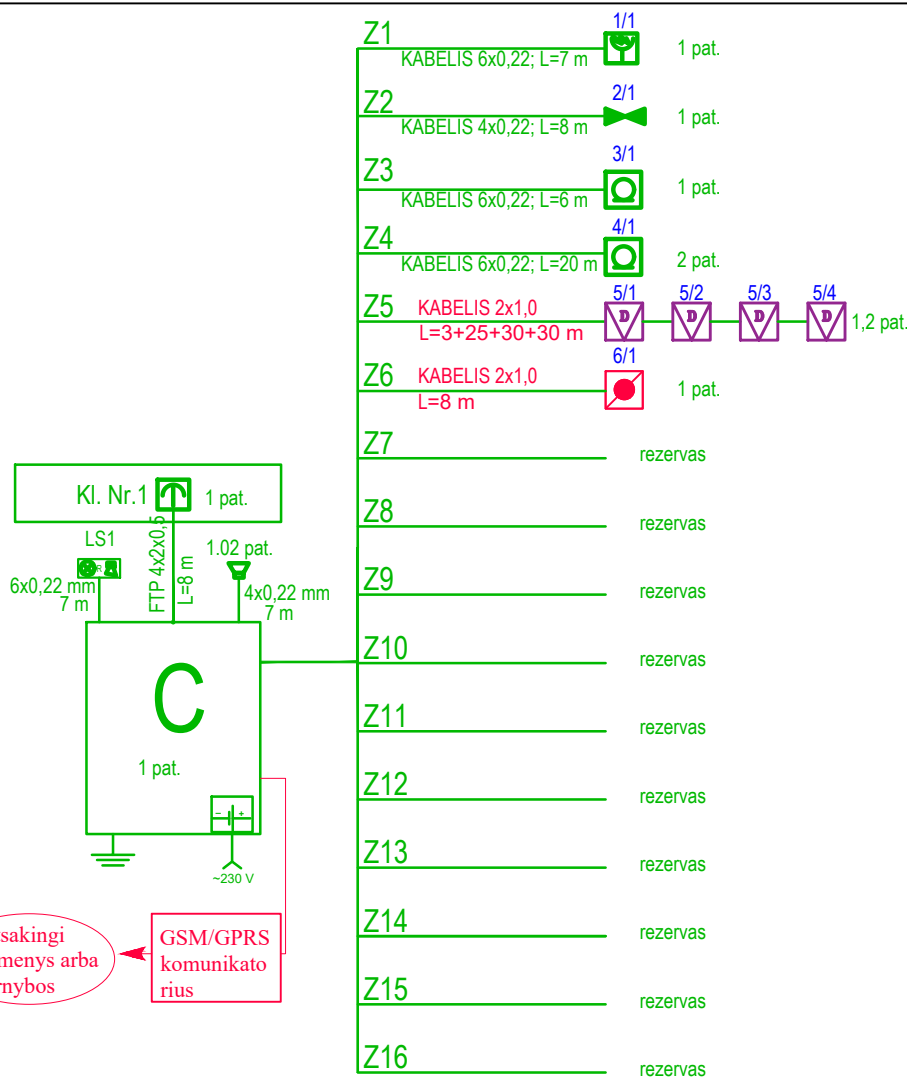 Z1
1/1
KABELIS 6x0,22; L=7 m
1 pat.
Z2
2/1
KABELIS 4x0,22; L=8 m
1 pat.
Z3
3/1
KABELIS 6x0,22; L=6 m
1 pat.
Z4
4/1
KABELIS 6x0,22; L=20 m
2 pat.
Z5
KABELIS 2x1,0
L=3+25+30+30 m
5/1
5/2
5/3
5/4
D
D
D
D
1,2 pat.
Z6
KABELIS 2x1,0
L=8 m
6/1
1 pat.
Z7
rezervas
Z8
rezervas
Z9
rezervas
Z10
rezervas
Z11
rezervas
Z12
rezervas
Z13
rezervas
Z14
rezervas
Z15
rezervas
Z16
rezervas
Kl. Nr.1
1 pat.
LS1
R
6x0,22 mm
7 m
FTP 4x2x0,5
L=8 m
1.02 pat.
4x0,22 mm
7 m
C
1 pat.
- +
~230 V
GSM/GPRS
komunikato
rius
sakingi
menys arba
nybos